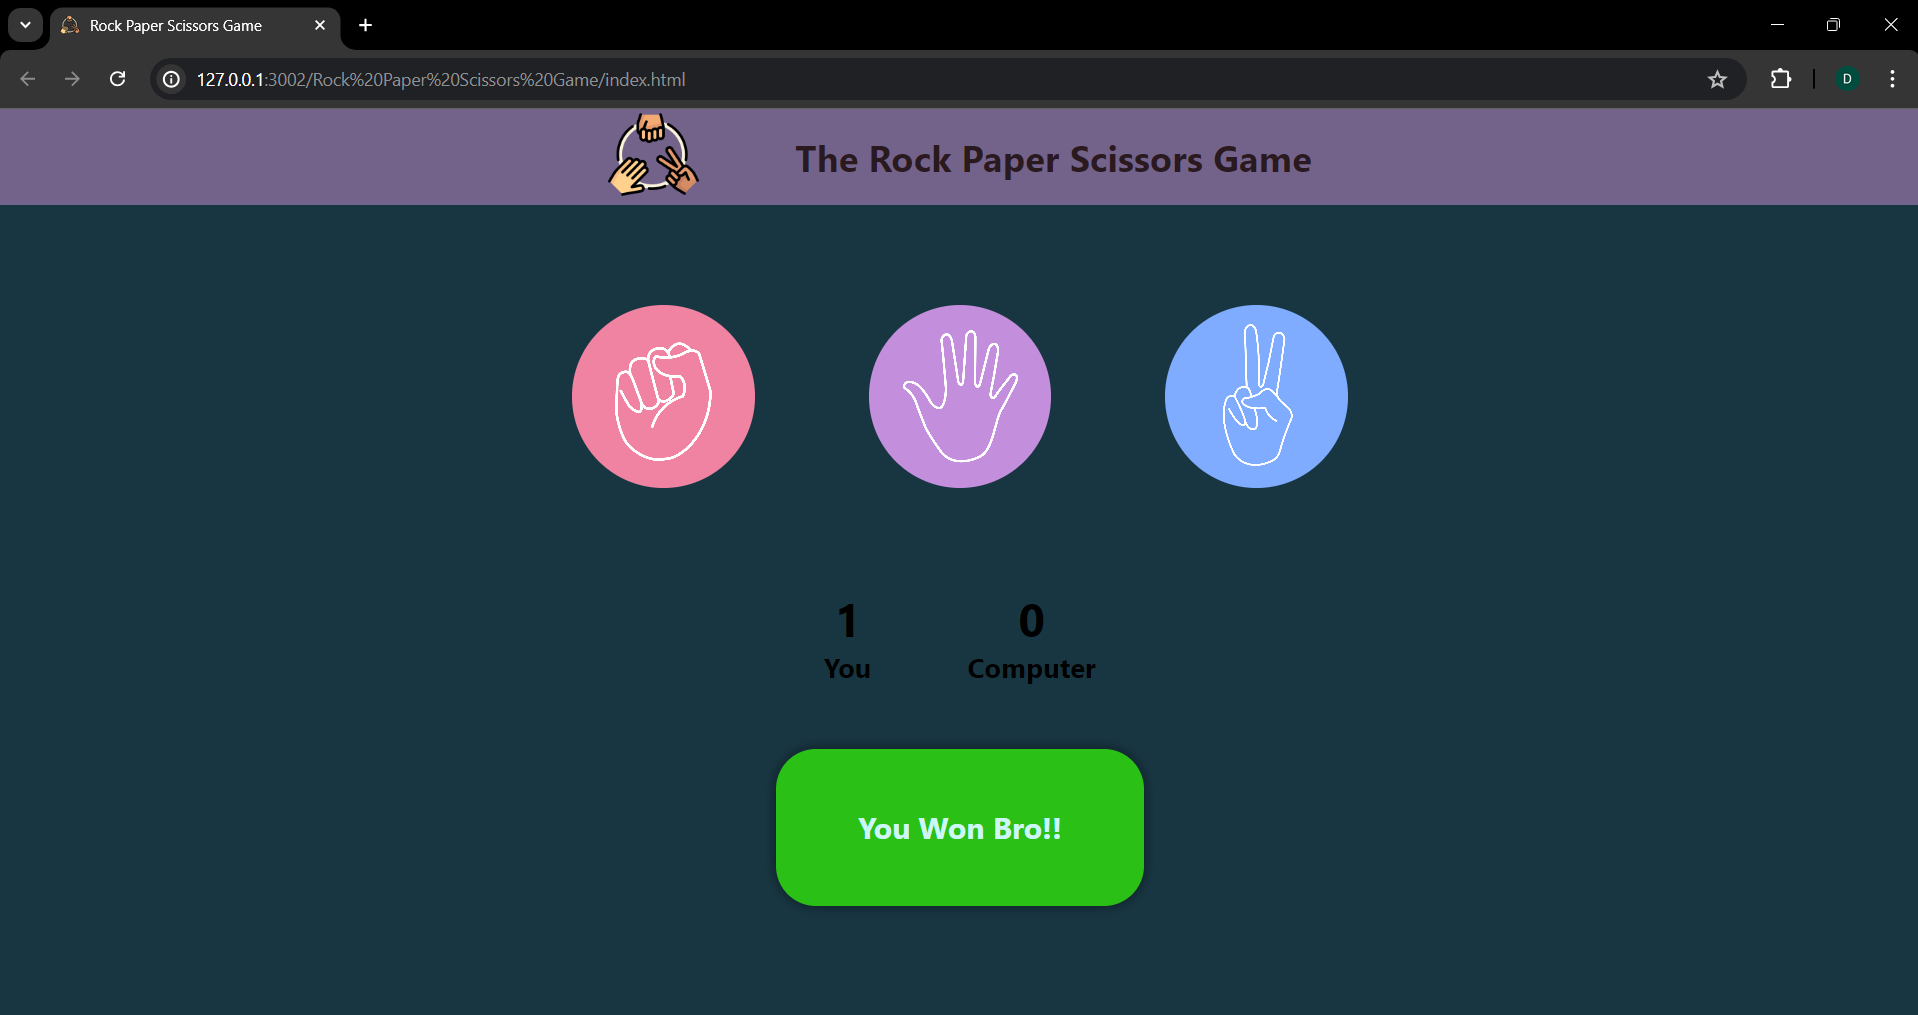 Rock Paper Scissors Game
127.0.0.1:3002/Rock%20Paper%20Scissors%20Game/index.html
D
The Rock Paper Scissors Game
1 0
You Computer
You Won Bro!!